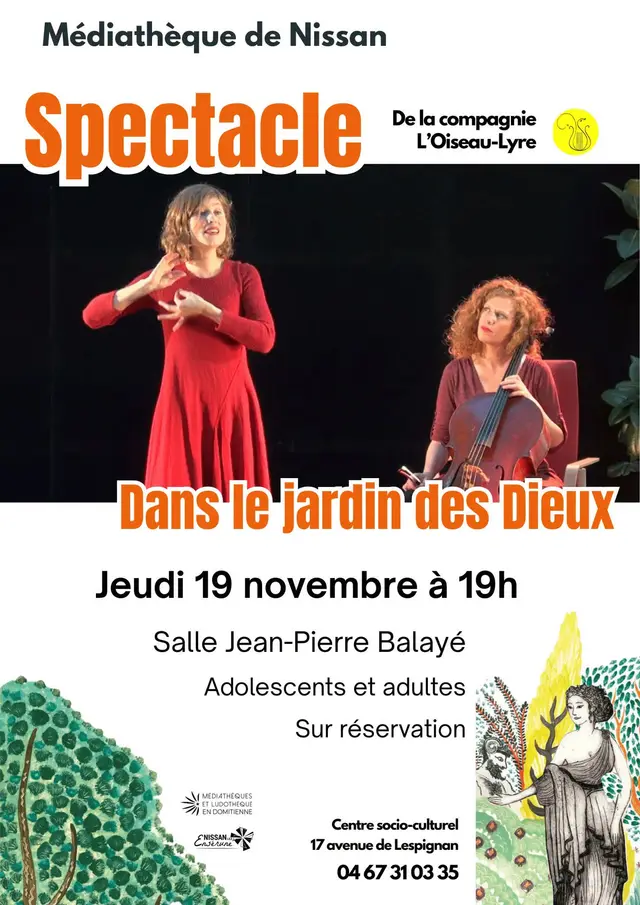 Médiathèque de Nissan
Spectacle
De la compagnie
L'Oiseau-Lyre
Dans le jardin des Dieux
Jeudi 19 novembre à 19h
Salle Jean-Pierre Balayé
Adolescents et adultes
Sur réservation
MÉDIATHÈQUES
ET LUDOTHÈQUE
EN DOMITIENNE
NISSAN LEZ
Ensérune
Centre socio-culturel
17 avenue de Lespignan
04 67 31 03 35